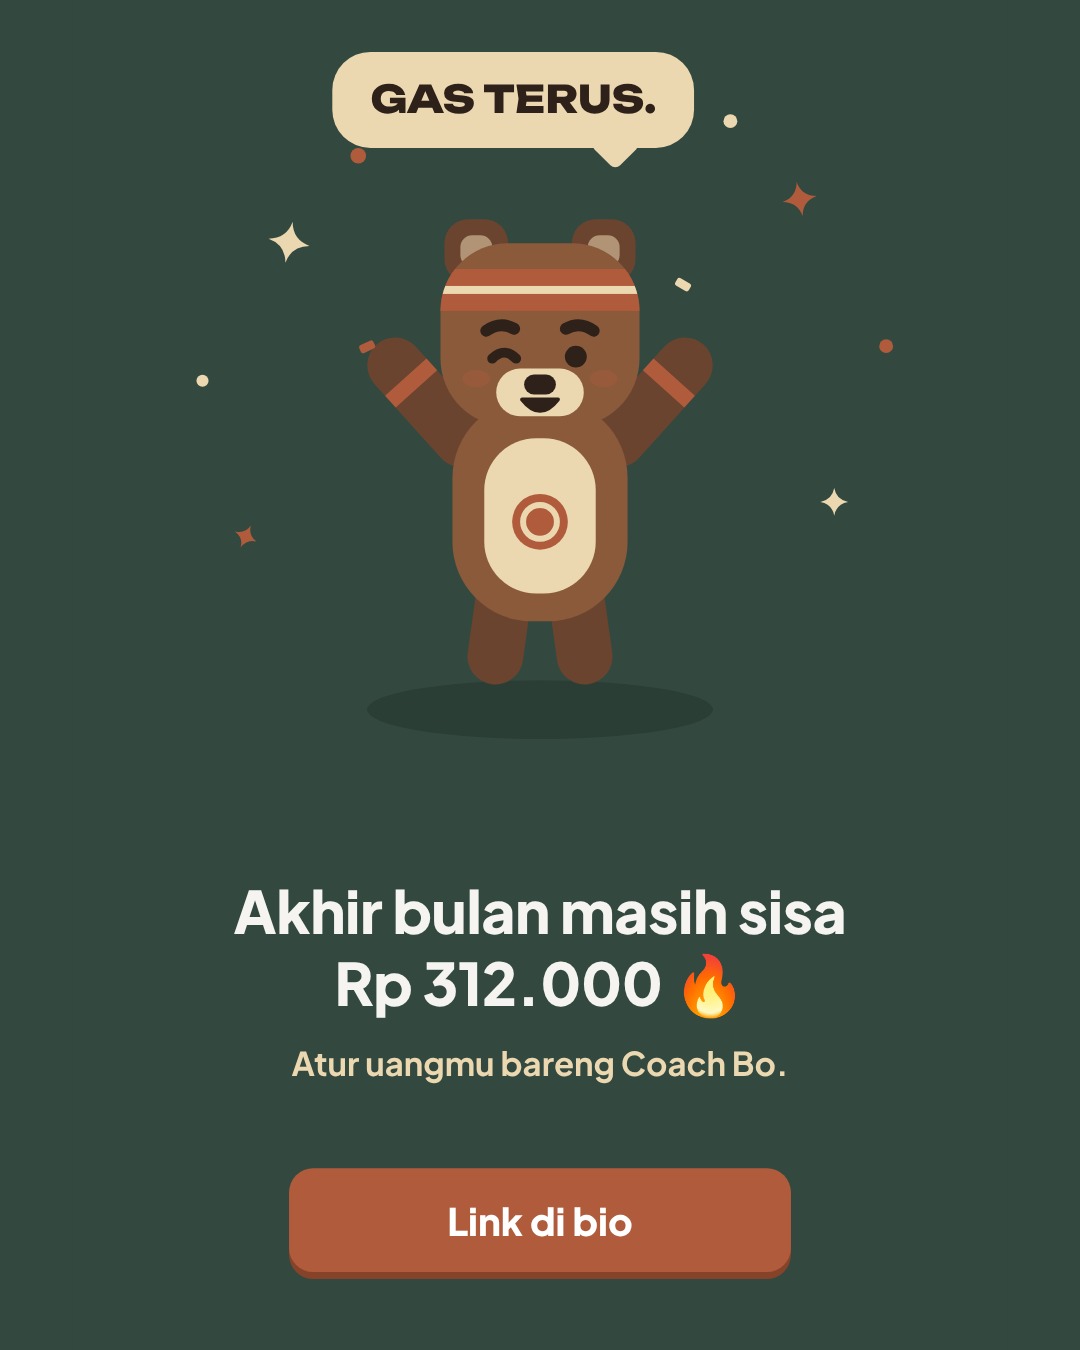 GAS TERUS.
Akhir bulan masih sisa
Rp 312.000 🔥
Atur uangmu bareng Coach Bo.
Link di bio